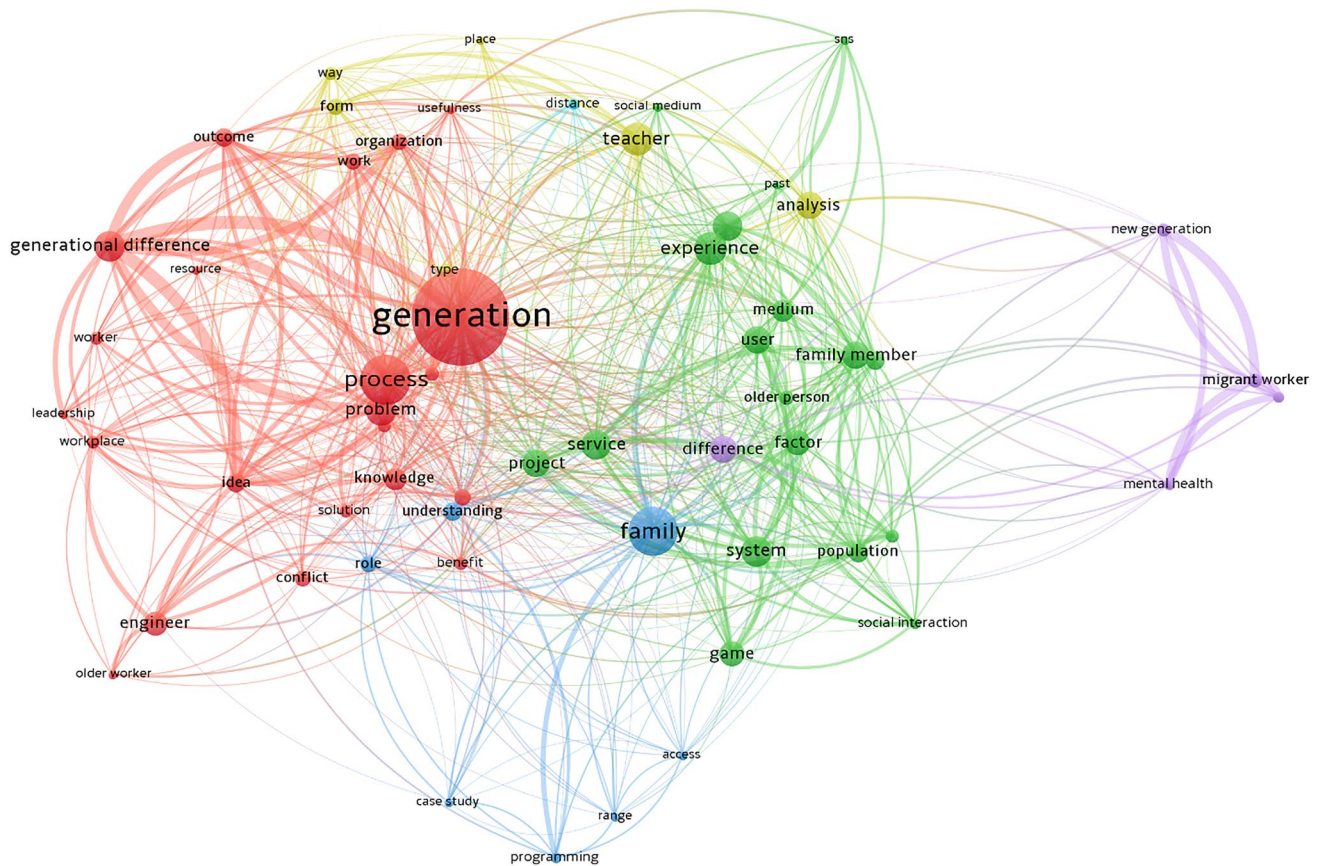 place
sns
way
form
usefulness
distance
social medium
outcome
organization
teacher
work
past
analysis
new generation
generational difference
experience
resource
type
generation
medium
worker
user
family member
process
migrant worker
older person
problem
leadership
workplace
service
difference
factor
project
idea
knowledge
mental health
solution
understanding
family
system
population
role
benefit
conflict
engineer
social interaction
game
older worker
access
case study
range
programming